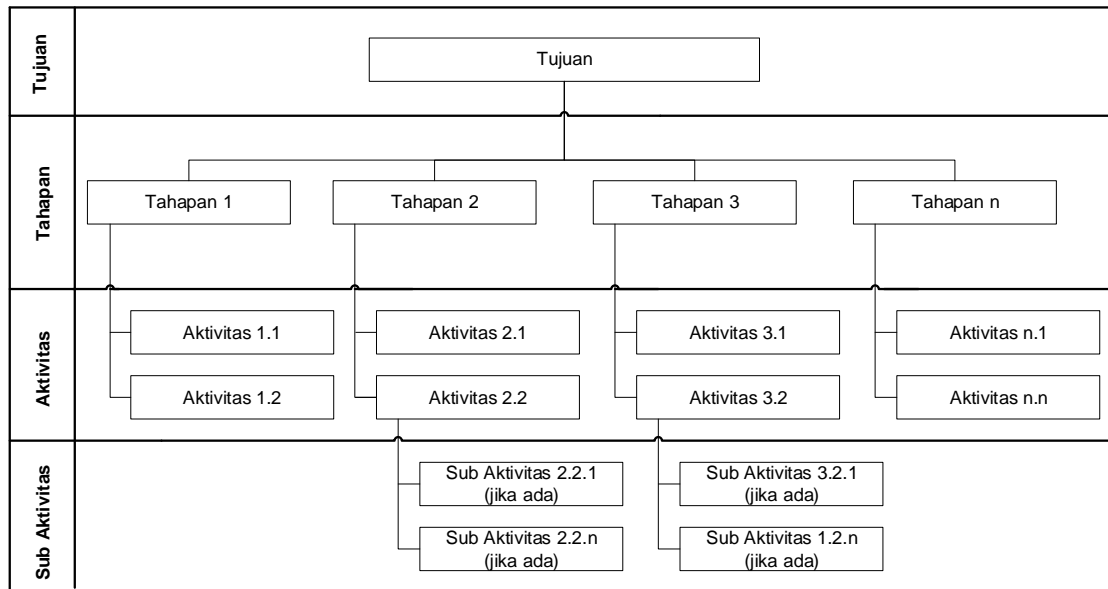 Tujuan
Tujuan
Tahapan
Tahapan 1
Tahapan 2
Tahapan 3
Tahapan n
Aktivitas
Aktivitas 1.1
Aktivitas 2.1
Aktivitas 3.1
Aktivitas n.1
Aktivitas 1.2
Aktivitas 2.2
Aktivitas 3.2
Aktivitas n.n
Sub Aktivitas
Sub Aktivitas 2.2.1
(jika ada)
Sub Aktivitas 3.2.1
(jika ada)
Sub Aktivitas 2.2.n
(jika ada)
Sub Aktivitas 1.2.n
(jika ada)